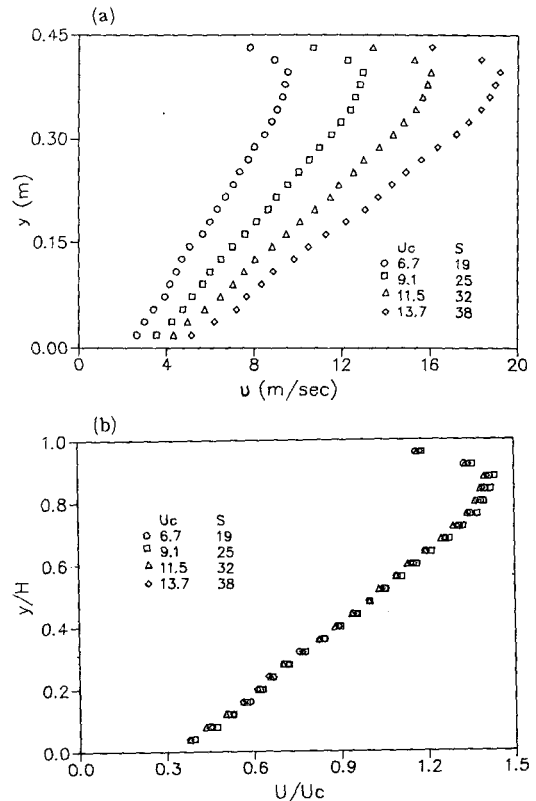 (a)
0.45
0.30
0.15
0.00
y (m)
Uc S
6.7 19
9.1 25
11.5 32
13.7 38
0 4 8 12 16 20
υ (m/sec)
(b)
1.0
0.8
0.6
0.4
0.2
0.0
y/H
Uc S
6.7 19
9.1 25
11.5 32
13.7 38
0.0 0.3 0.6 0.9 1.2 1.5
U/Uc